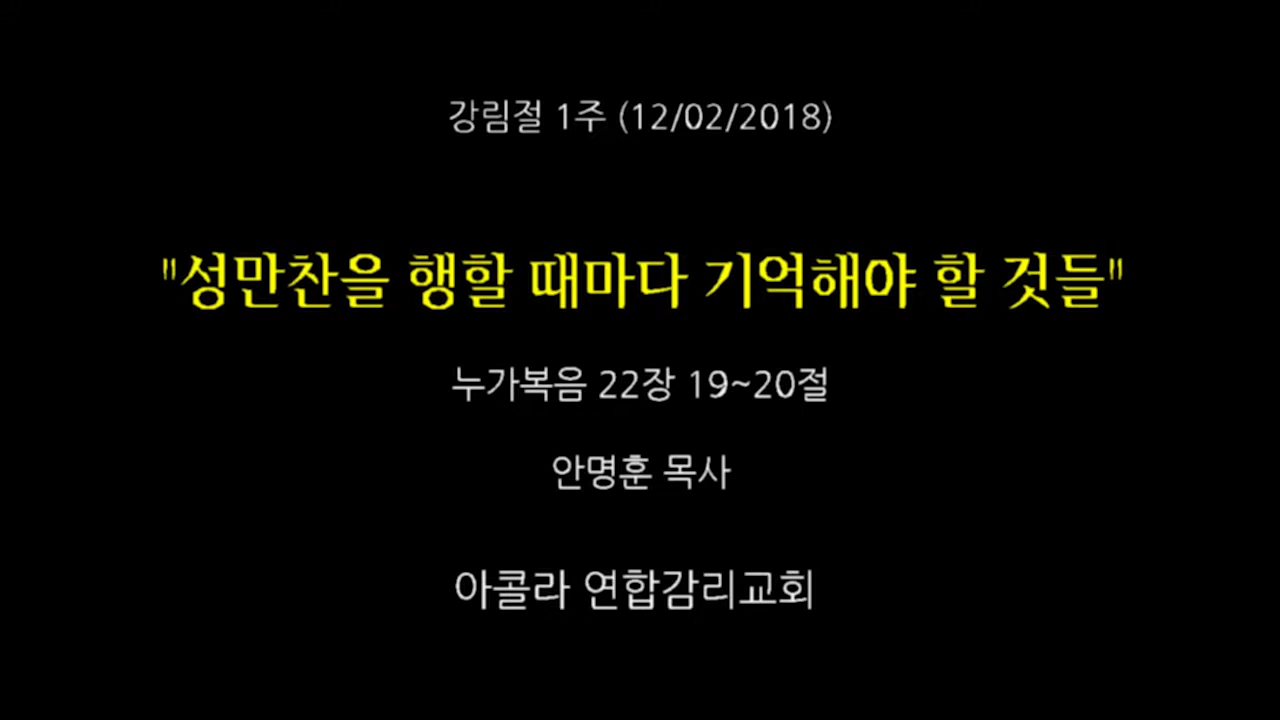 강림절 1주 (12/02/2018)
"성만찬을 행할 때마다 기억해야 할 것들"
누가복음 22장 19~20절
안명훈 목사
아콜라 연합감리교회